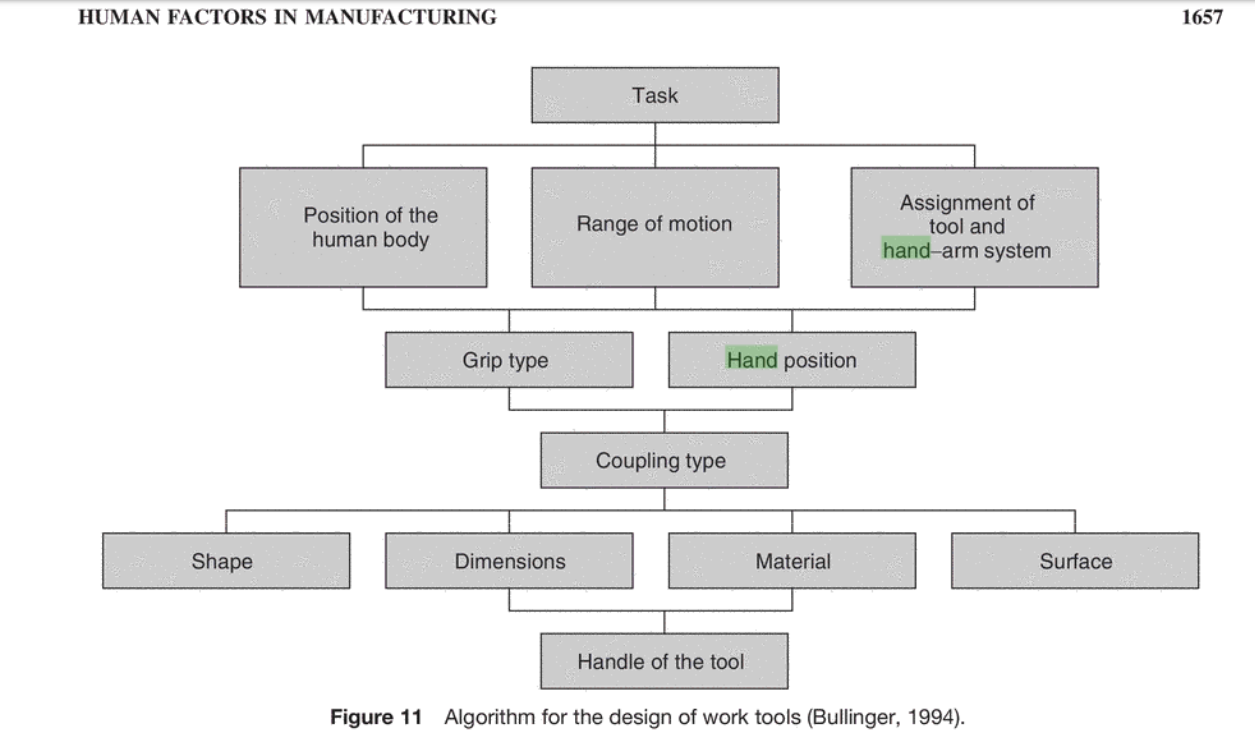 HUMAN FACTORS IN MANUFACTURING 1657
Task
Position of the
human body
Range of motion
Assignment of
tool and
hand–arm system
Grip type
Hand position
Coupling type
Shape
Dimensions
Material
Surface
Handle of the tool
Figure 11 Algorithm for the design of work tools (Bullinger, 1994).